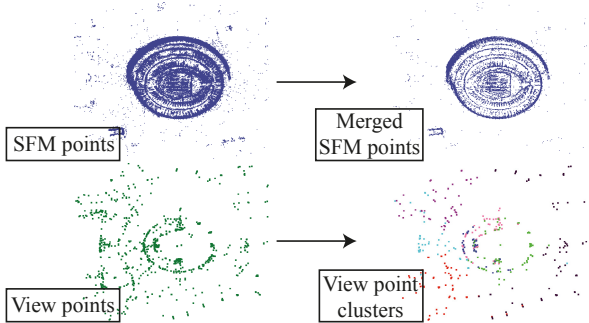 SFM points
Merged
SFM points
View points
View point
clusters